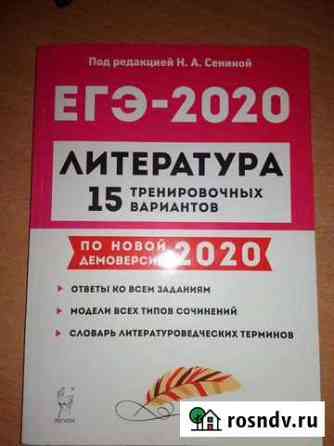 Под редакцией Н. А. Сениной
ЕГЭ-2020
ЛИТЕРАТУРА
15 ТРЕНИРОВОЧНЫХ
ВАРИАНТОВ
ПО НОВОЙ
ДЕМОВЕРСИИ 2020
ОТВЕТЫ КО ВСЕМ ЗАДАНИЯМ
МОДЕЛИ ВСЕХ ТИПОВ СОЧИНЕНИЙ
СЛОВАРЬ ЛИТЕРАТУРОВЕДЧЕСКИХ ТЕРМИНОВ
ЛЕГИОН
rosndv.ru